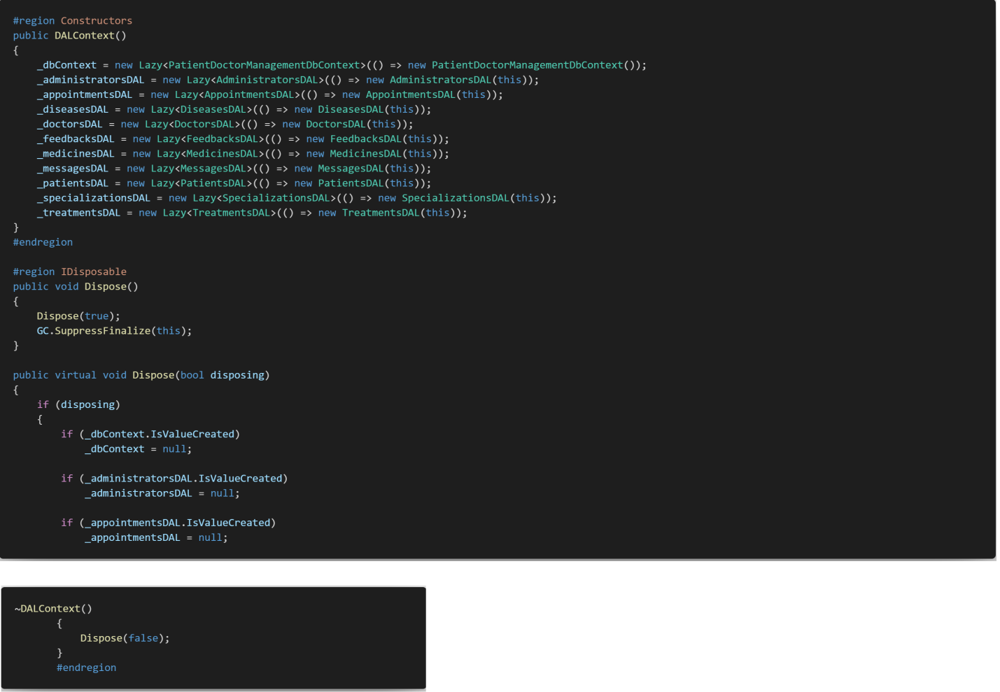 #region Constructors
public DALContext()
{
    _dbContext = new Lazy<PatientDoctorManagementDbContext>(() => new PatientDoctorManagementDbContext());
    _administratorsDAL = new Lazy<AdministratorsDAL>(() => new AdministratorsDAL(this));
    _appointmentsDAL = new Lazy<AppointmentsDAL>(() => new AppointmentsDAL(this));
    _diseasesDAL = new Lazy<DiseasesDAL>(() => new DiseasesDAL(this));
    _doctorsDAL = new Lazy<DoctorsDAL>(() => new DoctorsDAL(this));
    _feedbacksDAL = new Lazy<FeedbacksDAL>(() => new FeedbacksDAL(this));
    _medicinesDAL = new Lazy<MedicinesDAL>(() => new MedicinesDAL(this));
    _messagesDAL = new Lazy<MessagesDAL>(() => new MessagesDAL(this));
    _patientsDAL = new Lazy<PatientsDAL>(() => new PatientsDAL(this));
    _specializationsDAL = new Lazy<SpecializationsDAL>(() => new SpecializationsDAL(this));
    _treatmentsDAL = new Lazy<TreatmentsDAL>(() => new TreatmentsDAL(this));
}
#endregion

#region IDisposable
public void Dispose()
{
    Dispose(true);
    GC.SuppressFinalize(this);
}

public virtual void Dispose(bool disposing)
{
    if (disposing)
    {
        if (_dbContext.IsValueCreated)
            _dbContext = null;

        if (_administratorsDAL.IsValueCreated)
            _administratorsDAL = null;

        if (_appointmentsDAL.IsValueCreated)
            _appointmentsDAL = null;

~DALContext()
       {
           Dispose(false);
       }
       #endregion